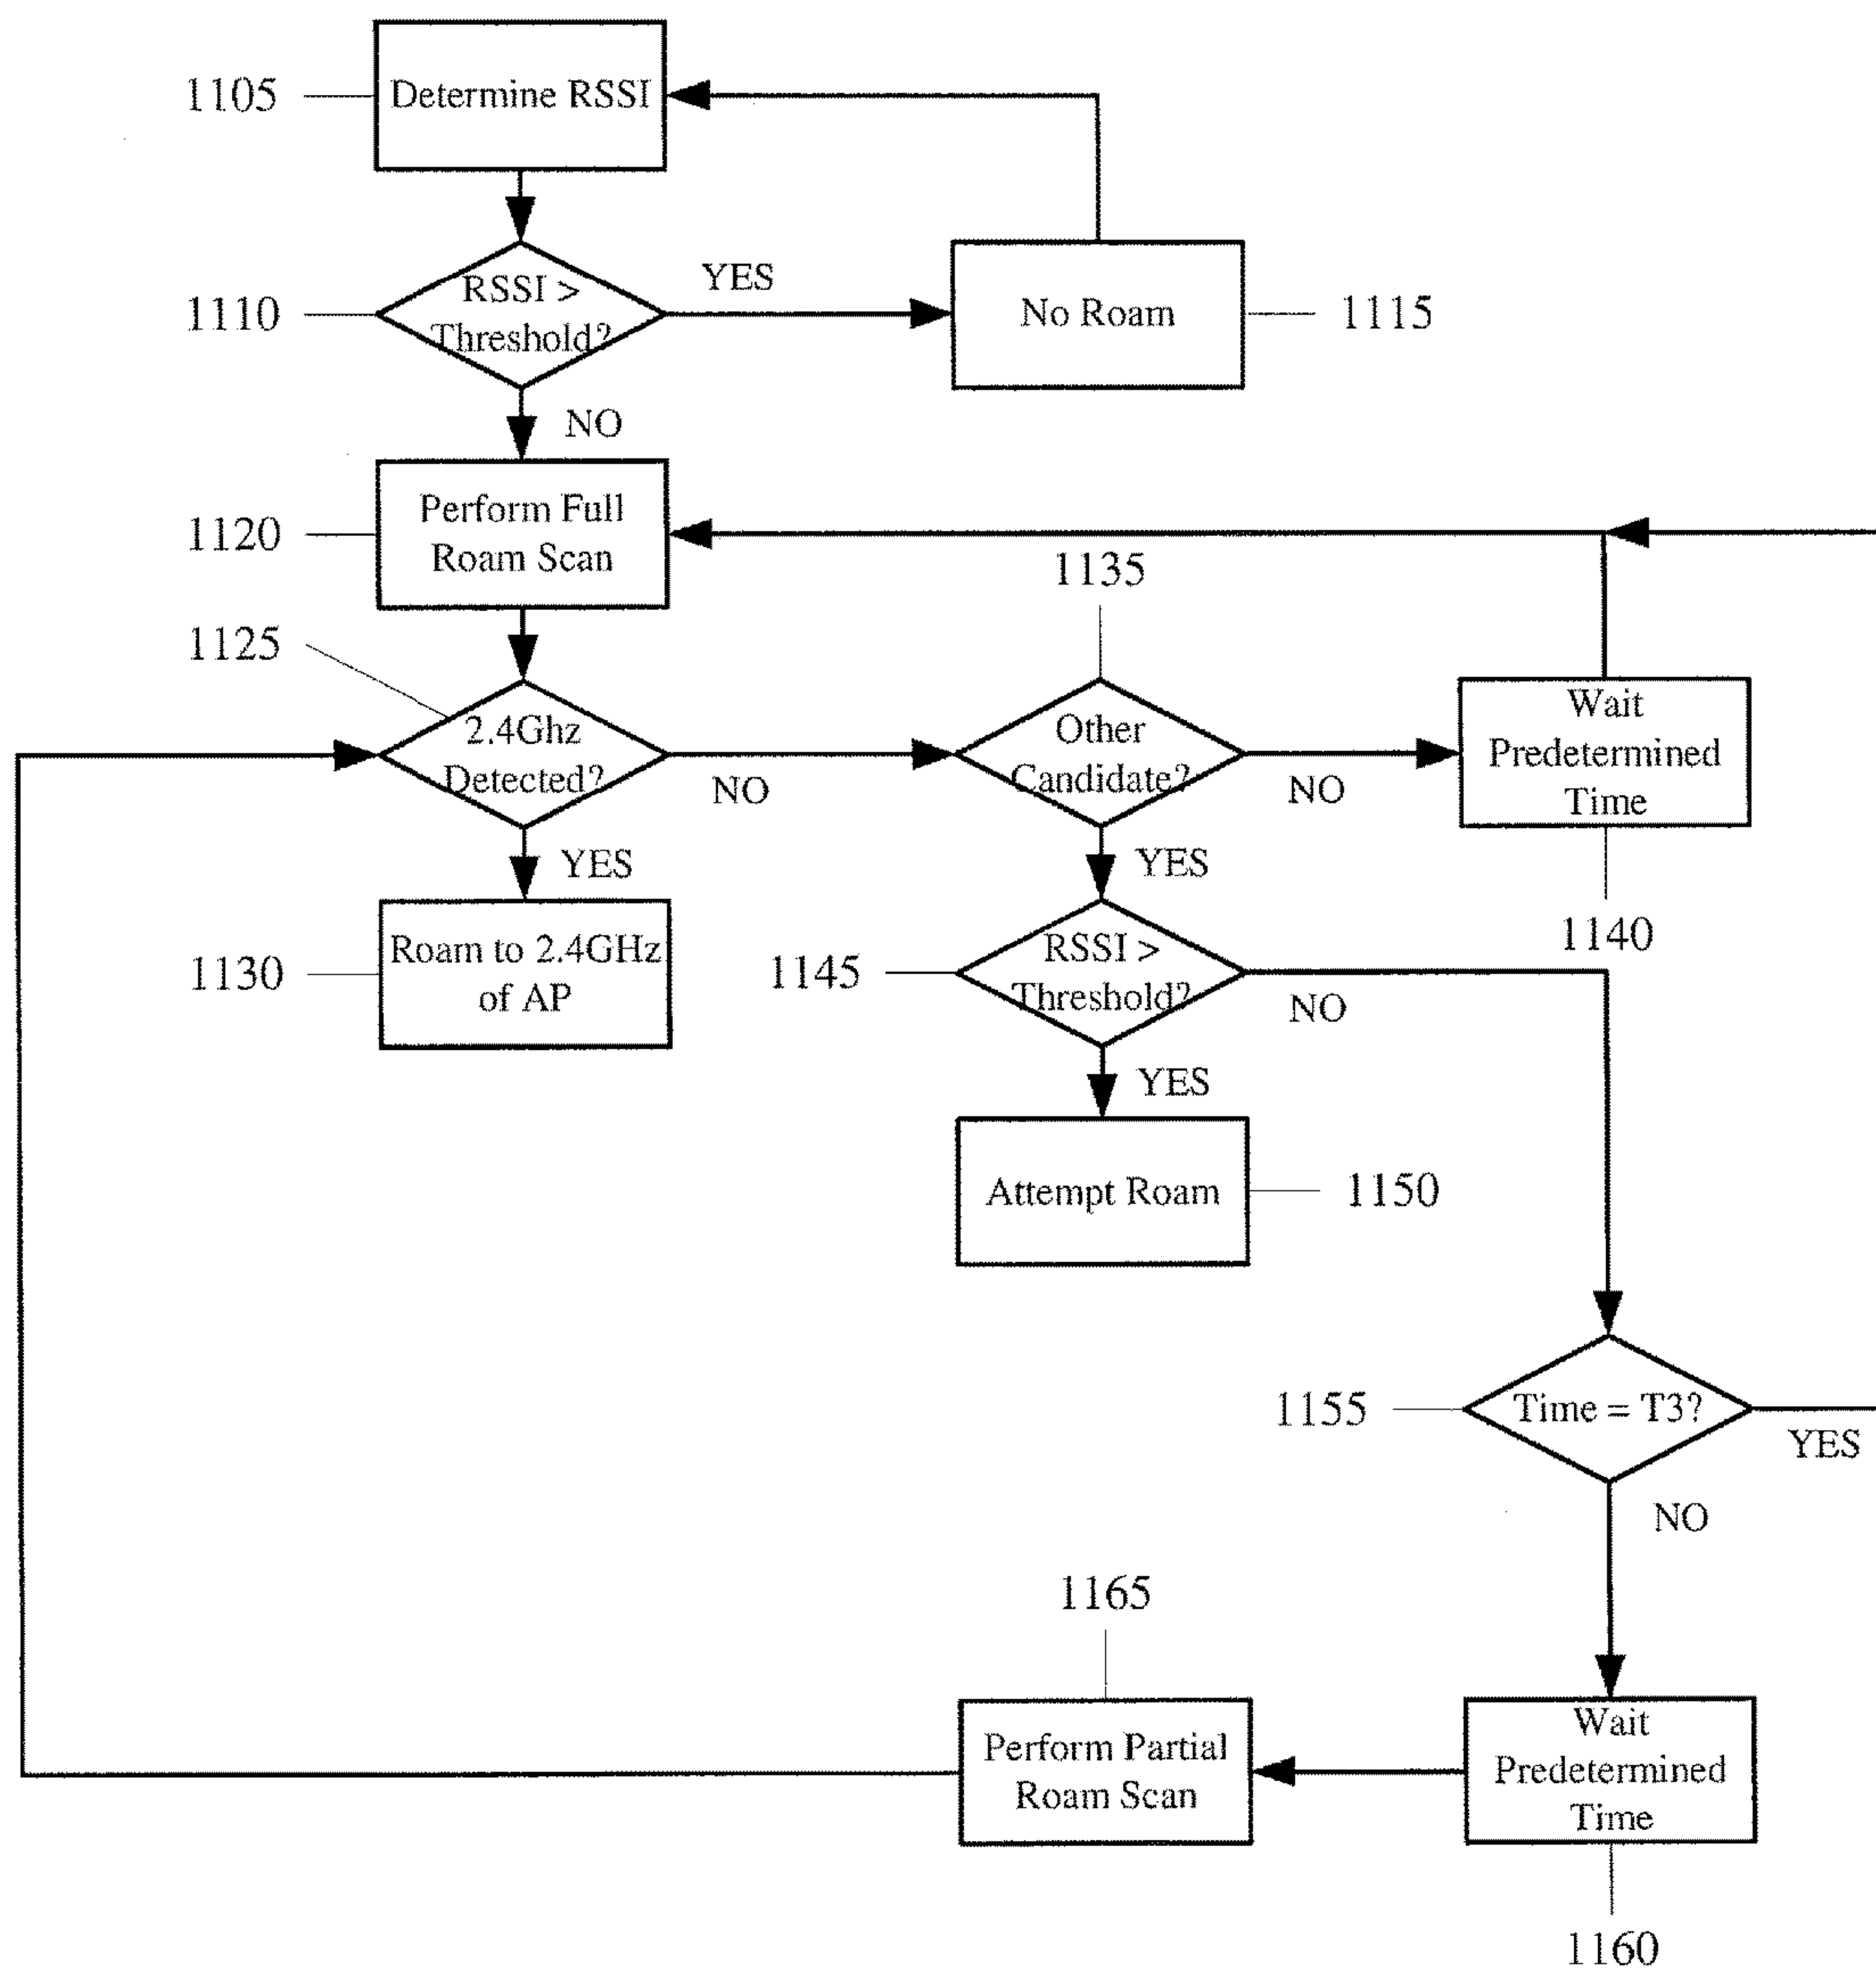 1105
Determine RSSI
1110
RSSI >
Threshold?
YES
No Roam
1115
NO
1120
Perform Full
Roam Scan
1135
1125
2.4Ghz
Detected?
NO
Other
Candidate?
NO
Wait
Predetermined
Time
YES
YES
1140
1130
Roam to 2.4GHz
of AP
1145
RSSI >
Threshold?
NO
YES
Attempt Roam
1150
1155
Time = T3?
YES
NO
1165
Perform Partial
Roam Scan
Wait
Predetermined
Time
1160